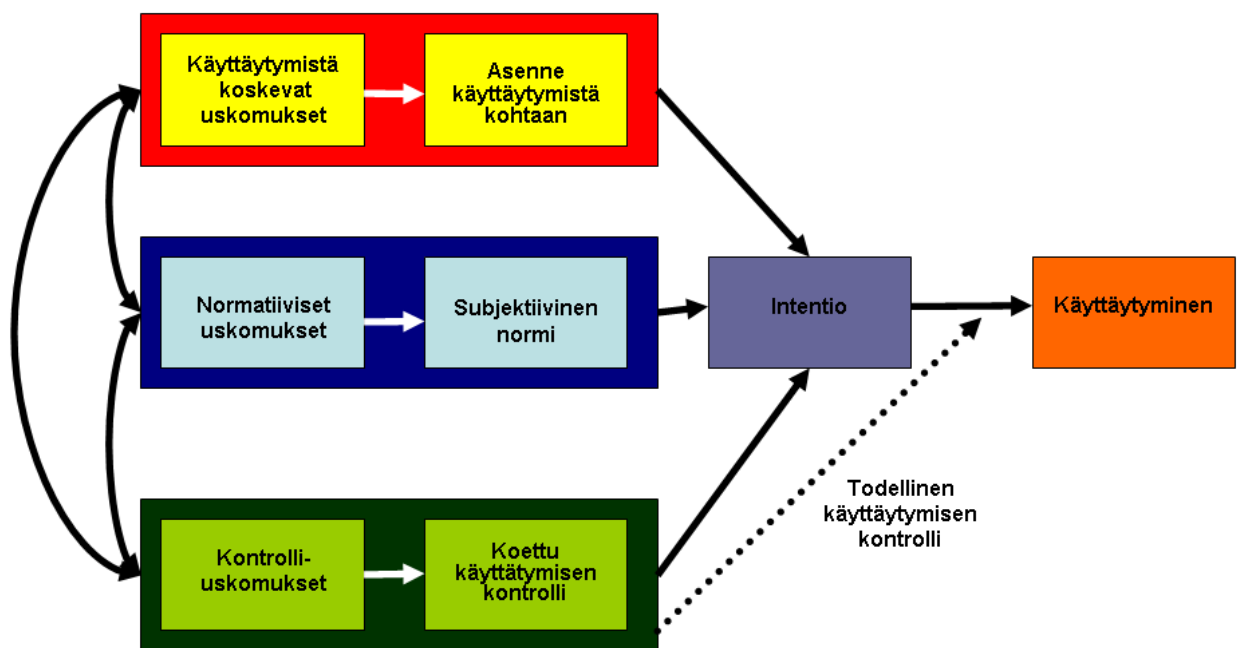 Käyttäytymistä
koskevat
uskomukset
Asenne
käyttäytymistä
kohtaan
Normatiiviset
uskomukset
Subjektiivinen
normi
Intentio
Käyttäytyminen
Todellinen
käyttäytymisen
kontrolli
Kontrolli-
uskomukset
Koettu
käyttätymisen
kontrolli